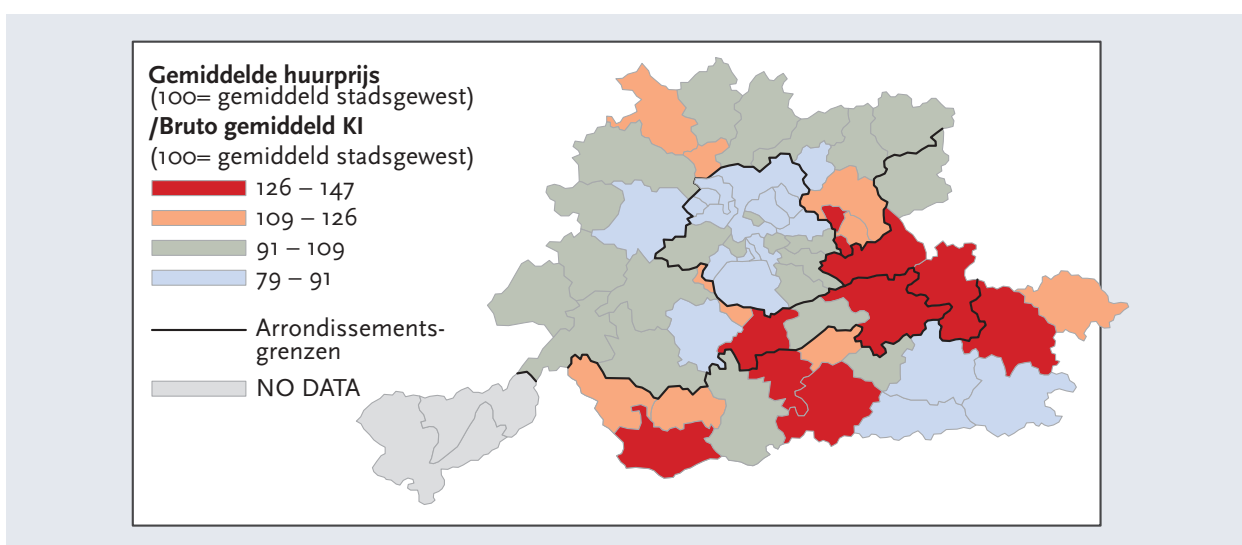 Gemiddelde huurprijs
(100= gemiddeld stadsgewest)
/Bruto gemiddeld KI
(100= gemiddeld stadsgewest)
126 – 147
109 – 126
91 – 109
79 – 91
Arrondissements-
grenzen
NO DATA